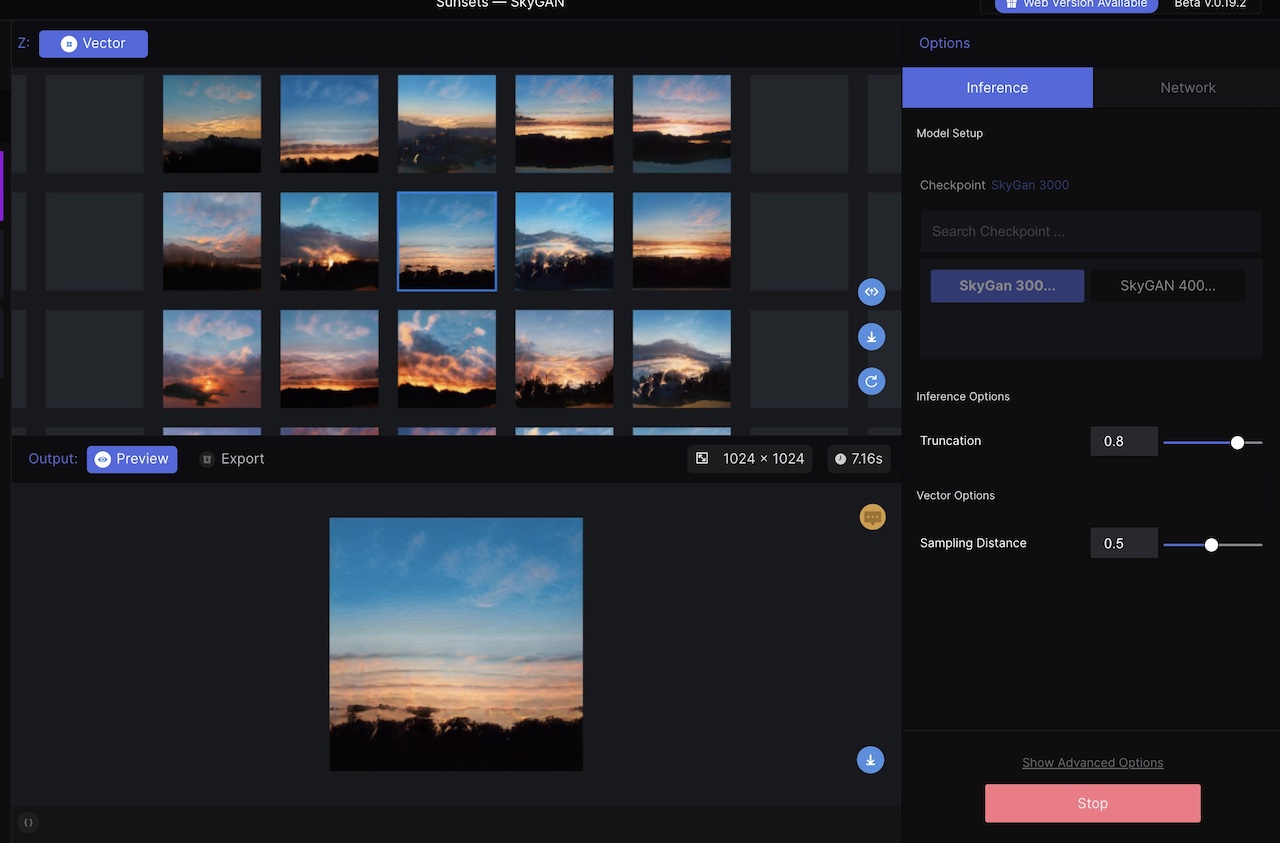 Sunsets — SkyGAN
Web Version Available
Beta v.0.19.2
Z: Vector
Options
Inference
Network
Model Setup
Checkpoint SkyGan 3000
Search Checkpoint ...
SkyGan 300...
SkyGAN 400...
Inference Options
Truncation 0.8
Vector Options
Sampling Distance 0.5
Output: Preview Export 1024 × 1024 7.16s
Show Advanced Options
Stop